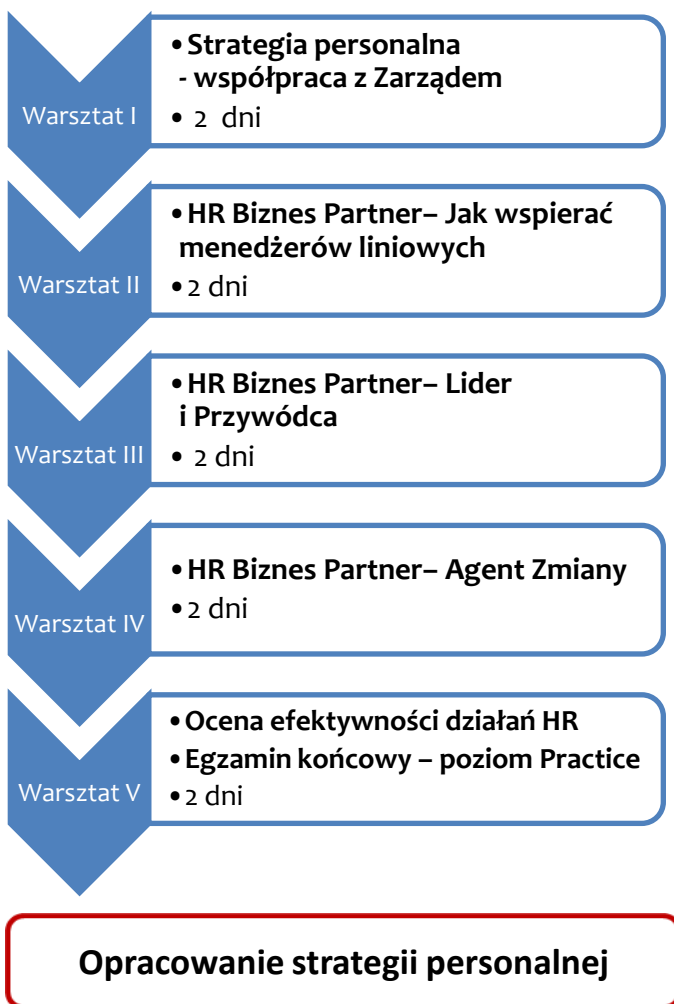 Warsztat I
• Strategia personalna
- współpraca z Zarządem
• 2 dni
Warsztat II
• HR Biznes Partner– Jak wspierać
menedżerów liniowych
• 2 dni
Warsztat III
• HR Biznes Partner– Lider
i Przywódca
• 2 dni
Warsztat IV
• HR Biznes Partner– Agent Zmiany
• 2 dni
Warsztat V
• Ocena efektywności działań HR
• Egzamin końcowy – poziom Practice
• 2 dni
Opracowanie strategii personalnej